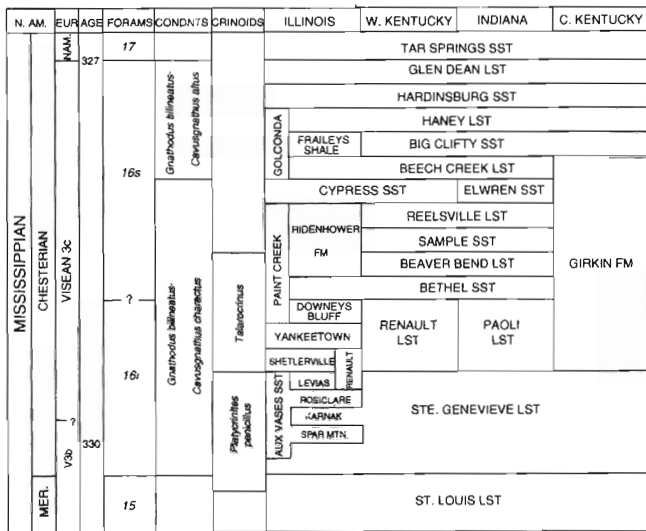 N. AM. EUR AGE FORAMS CONDNTS CRINOIDS ILLINOIS W. KENTUCKY INDIANA C. KENTUCKY
MISSISSIPPIAN
CHESTERIAN
MER.
NAM.
VISEAN 3c
?
V3b
327
330
17
16s
?
16i
15
Gnathodus bilineatus-
Cavusgnathus altus
Gnathodus bilineatus-
Cavusgnathus charactus
Talarocrinus
Platycrinites
penicillus
TAR SPRINGS SST
GLEN DEAN LST
HARDINSBURG SST
GOLCONDA
HANEY LST
FRAILEYS
SHALE
BIG CLIFTY SST
BEECH CREEK LST
CYPRESS SST
ELWREN SST
PAINT CREEK
RIDENHOWER
FM
REELSVILLE LST
SAMPLE SST
BEAVER BEND LST
BETHEL SST
GIRKIN FM
DOWNEYS
BLUFF
YANKEETOWN
RENAULT
LST
PAOLI
LST
SHETLERVILLE
RENAULT
AUX VASES SST
LEVIAS
ROSICLARE
KARNAK
SPAR MTN.
STE. GENEVIEVE LST
ST. LOUIS LST